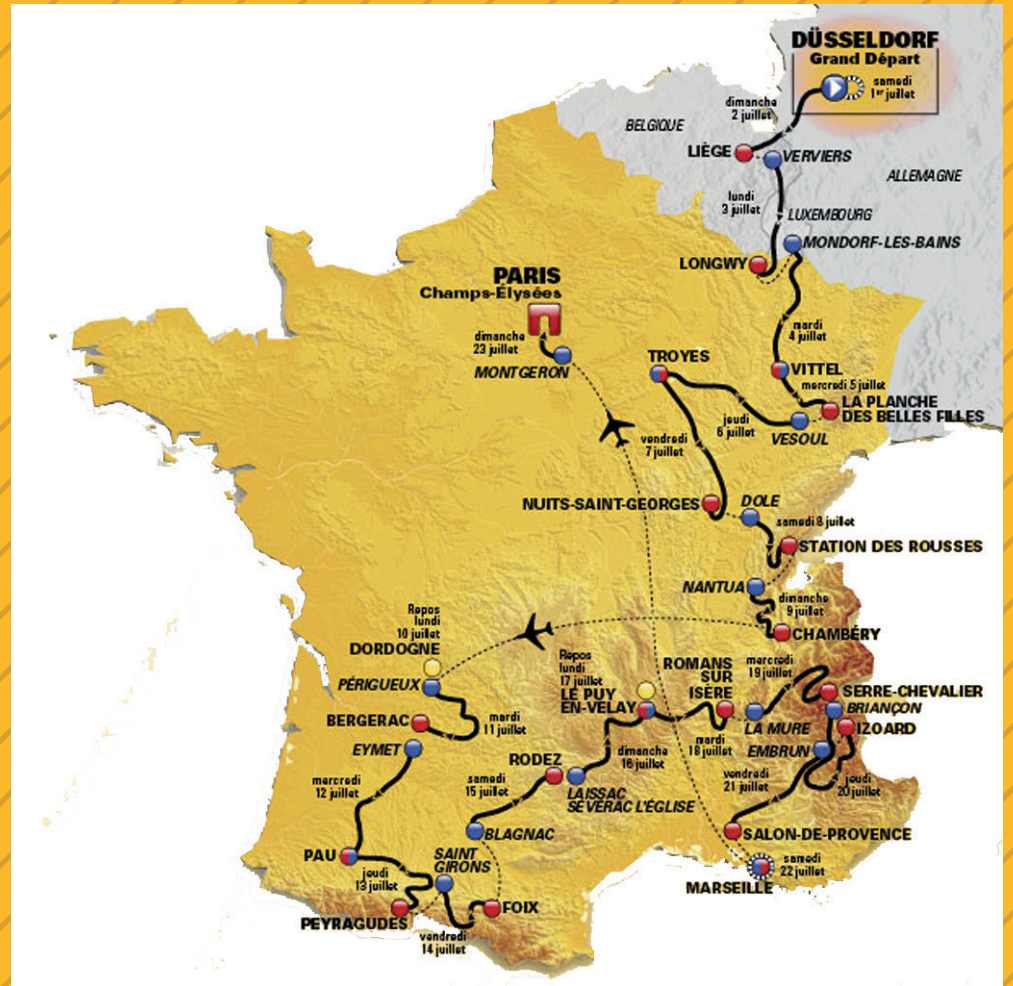 DÜSSELDORF
Grand Départ
samedi
1er juillet
dimanche
2 juillet
BELGIQUE
LIÈGE
VERVIERS
ALLEMAGNE
lundi
3 juillet
LUXEMBOURG
MONDORF-LES-BAINS
LONGWY
PARIS
Champs-Élysées
dimanche
23 juillet
MONTGERON
mardi
4 juillet
TROYES
VITTEL
mercredi 5 juillet
LA PLANCHE
DES BELLES FILLES
jeudi
6 juillet
VESOUL
vendredi
7 juillet
NUITS-SAINT-GEORGES
DOLE
samedi 8 juillet
STATION DES ROUSSES
NANTUA
dimanche
9 juillet
CHAMBÉRY
Repos
lundi
10 juillet
DORDOGNE
PÉRIGUEUX
BERGERAC
mardi
11 juillet
EYMET
mercredi
12 juillet
Repos
lundi
17 juillet
LE PUY
EN-VELAY
ROMANS
SUR
ISÈRE
mercredi
19 juillet
SERRE-CHEVALIER
BRIANÇON
IZOARD
LA MURE
mardi
18 juillet
EMBRUN
dimanche
16 juillet
RODEZ
samedi
15 juillet
LAISSAC
SÉVÉRAC L'ÉGLISE
vendredi
21 juillet
jeudi
20 juillet
BLAGNAC
SALON-DE-PROVENCE
PAU
jeudi
13 juillet
SAINT
GIRONS
samedi
22 juillet
MARSEILLE
PEYRAGUDES
FOIX
vendredi
14 juillet